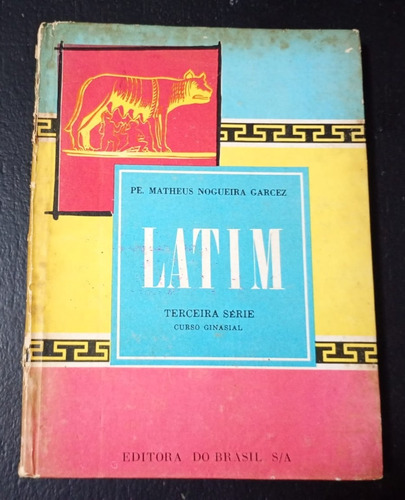 PE. MATHEUS NOGUEIRA GARCEZ
LATIM
TERCEIRA SÉRIE
CURSO GINASIAL
EDITORA DO BRASIL S/A